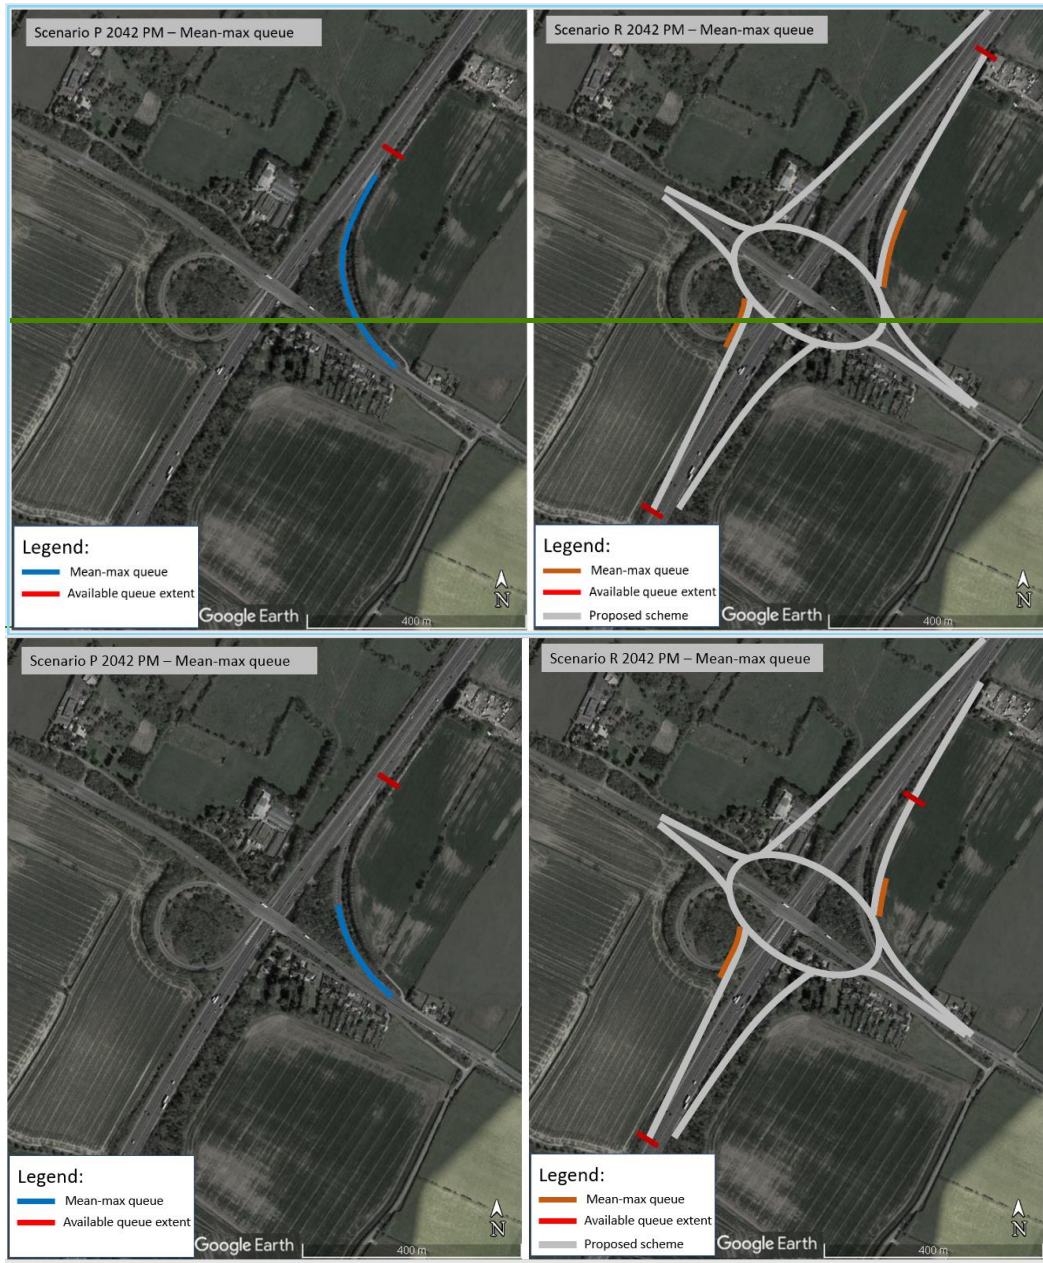 Scenario P 2042 PM – Mean-max queue
Legend:
Mean-max queue
Available queue extent
Google Earth
400 m
N
Scenario R 2042 PM – Mean-max queue
Legend:
Mean-max queue
Available queue extent
Proposed scheme
Google Earth
400 m
N
Scenario P 2042 PM – Mean-max queue
Legend:
Mean-max queue
Available queue extent
Google Earth
400 m
N
Scenario R 2042 PM – Mean-max queue
Legend:
Mean-max queue
Available queue extent
Proposed scheme
Google Earth
400 m
N